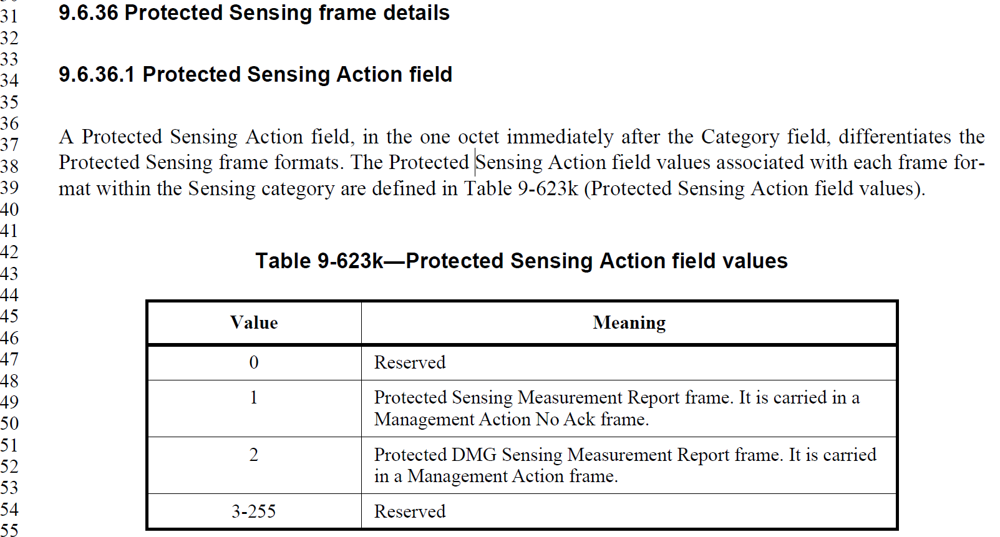 31
32
33
34
35
36
37
38
39
40
41
42
43
44
45
46
47
48
49
50
51
52
53
54
55
9.6.36 Protected Sensing frame details
9.6.36.1 Protected Sensing Action field
A Protected Sensing Action field, in the one octet immediately after the Category field, differentiates the
Protected Sensing frame formats. The Protected Sensing Action field values associated with each frame for-
mat within the Sensing category are defined in Table 9-623k (Protected Sensing Action field values).
Table 9-623k—Protected Sensing Action field values
Value Meaning
0 Reserved
1 Protected Sensing Measurement Report frame. It is carried in a
Management Action No Ack frame.
2 Protected DMG Sensing Measurement Report frame. It is carried
in a Management Action frame.
3-255 Reserved